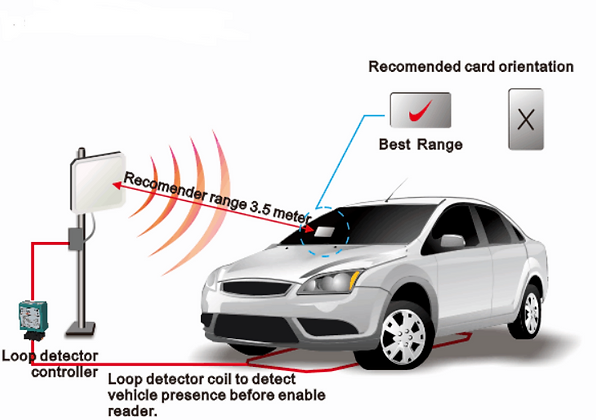 Recomended card orientation
Best Range
Recomender range 3.5 meter
Loop detector
controller
Loop detector coil to detect
vehicle presence before enable
reader.